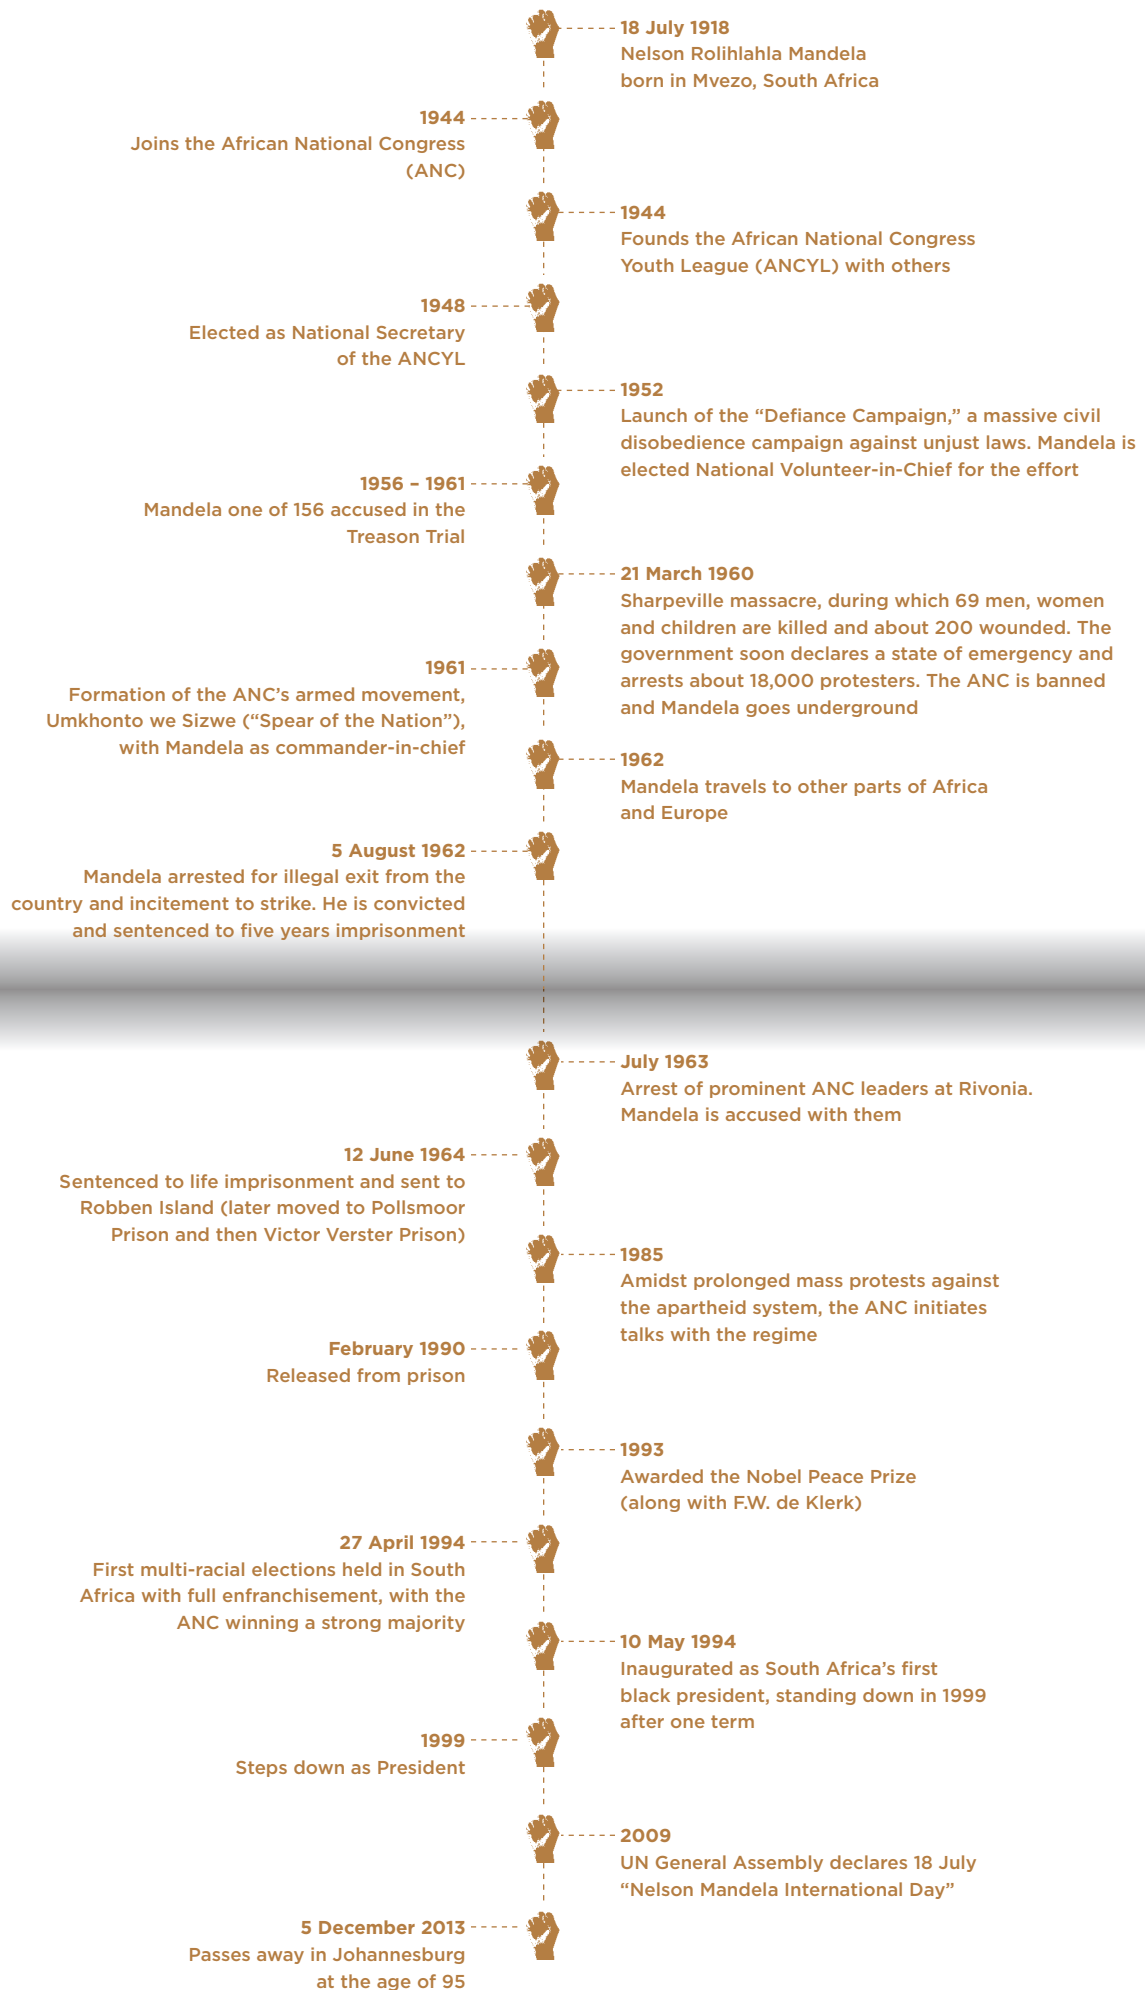 18 July 1918
Nelson Rolihlahla Mandela
born in Mvezo, South Africa
1944
Joins the African National Congress
(ANC)
1944
Founds the African National Congress
Youth League (ANCYL) with others
1948
Elected as National Secretary
of the ANCYL
1952
Launch of the “Defiance Campaign,” a massive civil
disobedience campaign against unjust laws. Mandela is
elected National Volunteer-in-Chief for the effort
1956 – 1961
Mandela one of 156 accused in the
Treason Trial
21 March 1960
Sharpeville massacre, during which 69 men, women
and children are killed and about 200 wounded. The
government soon declares a state of emergency and
arrests about 18,000 protesters. The ANC is banned
and Mandela goes underground
1961
Formation of the ANC’s armed movement,
Umkhonto we Sizwe (“Spear of the Nation”),
with Mandela as commander-in-chief
1962
Mandela travels to other parts of Africa
and Europe
5 August 1962
Mandela arrested for illegal exit from the
country and incitement to strike. He is convicted
and sentenced to five years imprisonment
July 1963
Arrest of prominent ANC leaders at Rivonia.
Mandela is accused with them
12 June 1964
Sentenced to life imprisonment and sent to
Robben Island (later moved to Pollsmoor
Prison and then Victor Verster Prison)
1985
Amidst prolonged mass protests against
the apartheid system, the ANC initiates
talks with the regime
February 1990
Released from prison
1993
Awarded the Nobel Peace Prize
(along with F.W. de Klerk)
27 April 1994
First multi-racial elections held in South
Africa with full enfranchisement, with the
ANC winning a strong majority
10 May 1994
Inaugurated as South Africa’s first
black president, standing down in 1999
after one term
1999
Steps down as President
2009
UN General Assembly declares 18 July
“Nelson Mandela International Day”
5 December 2013
Passes away in Johannesburg
at the age of 95